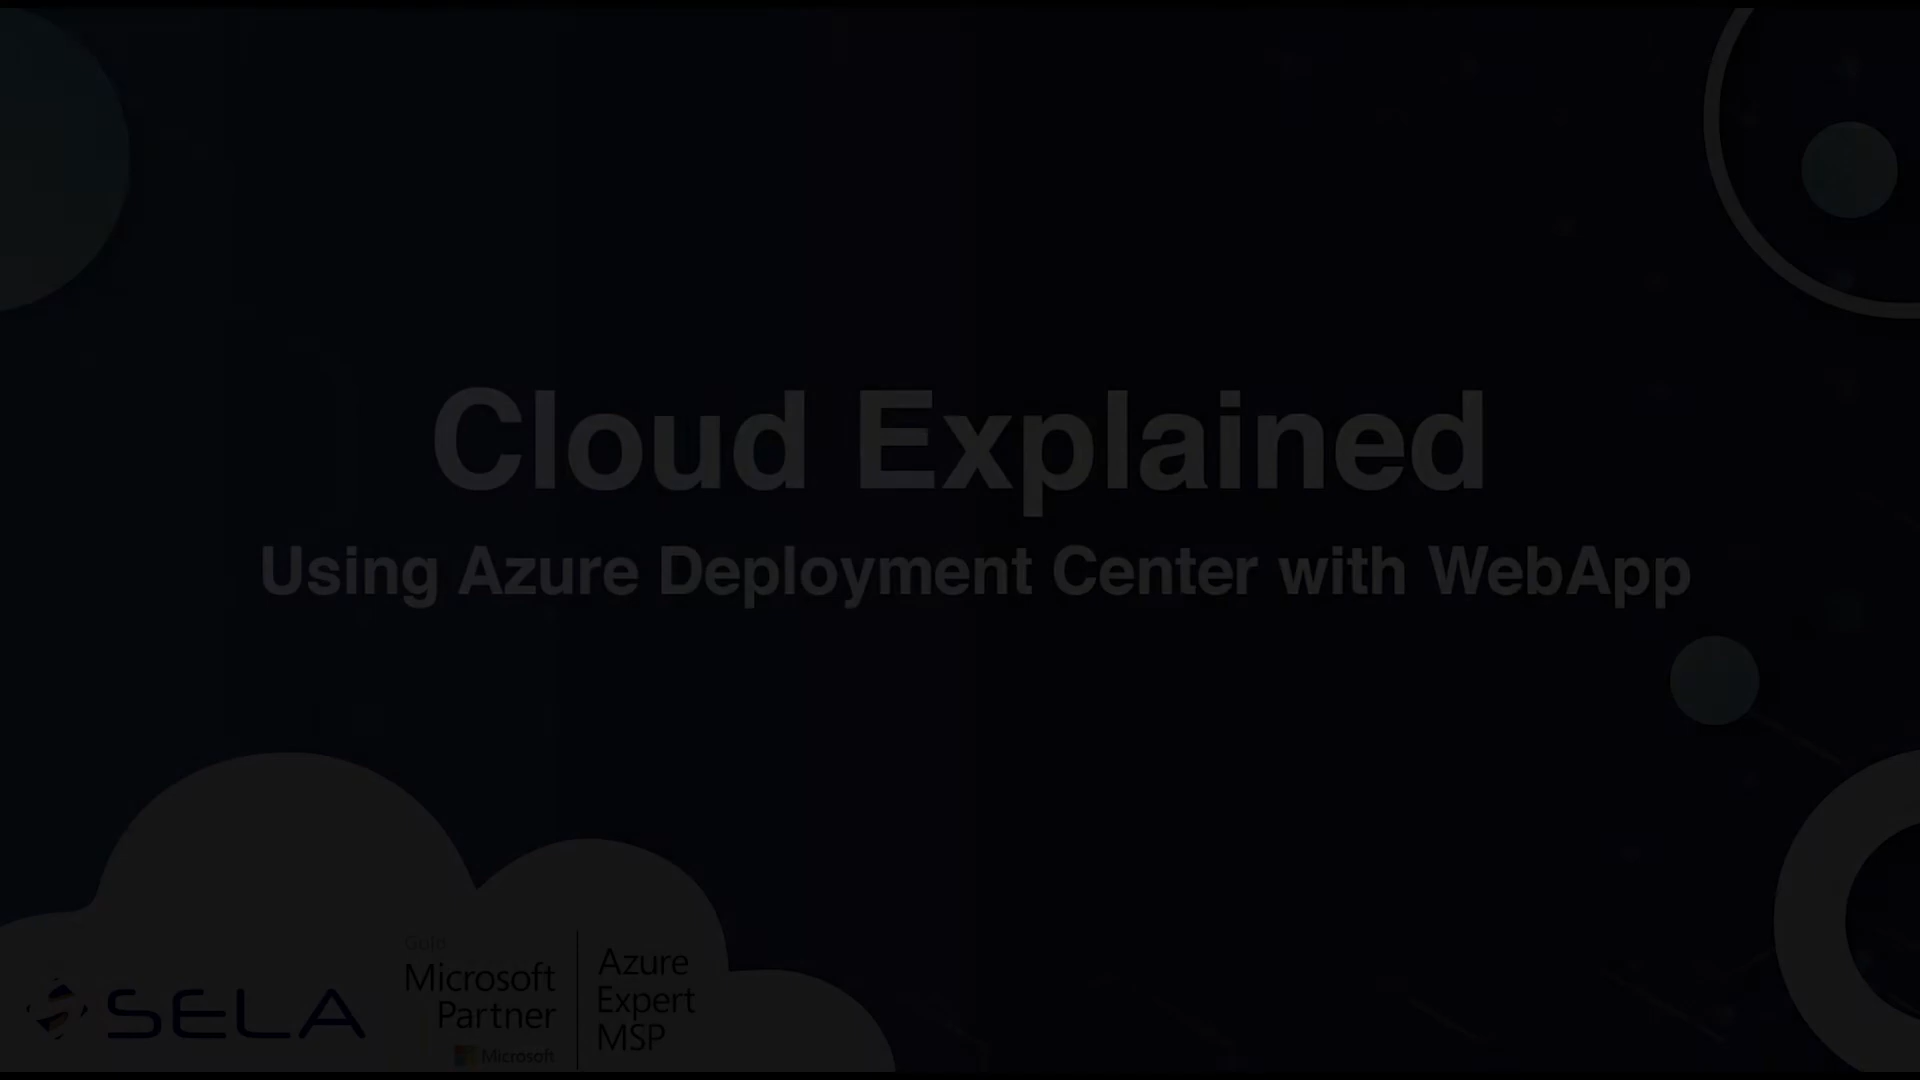 Cloud Explained
Using Azure Deployment Center with WebApp
SELA
Gold
Microsoft
Partner
Microsoft
Azure
Expert
MSP